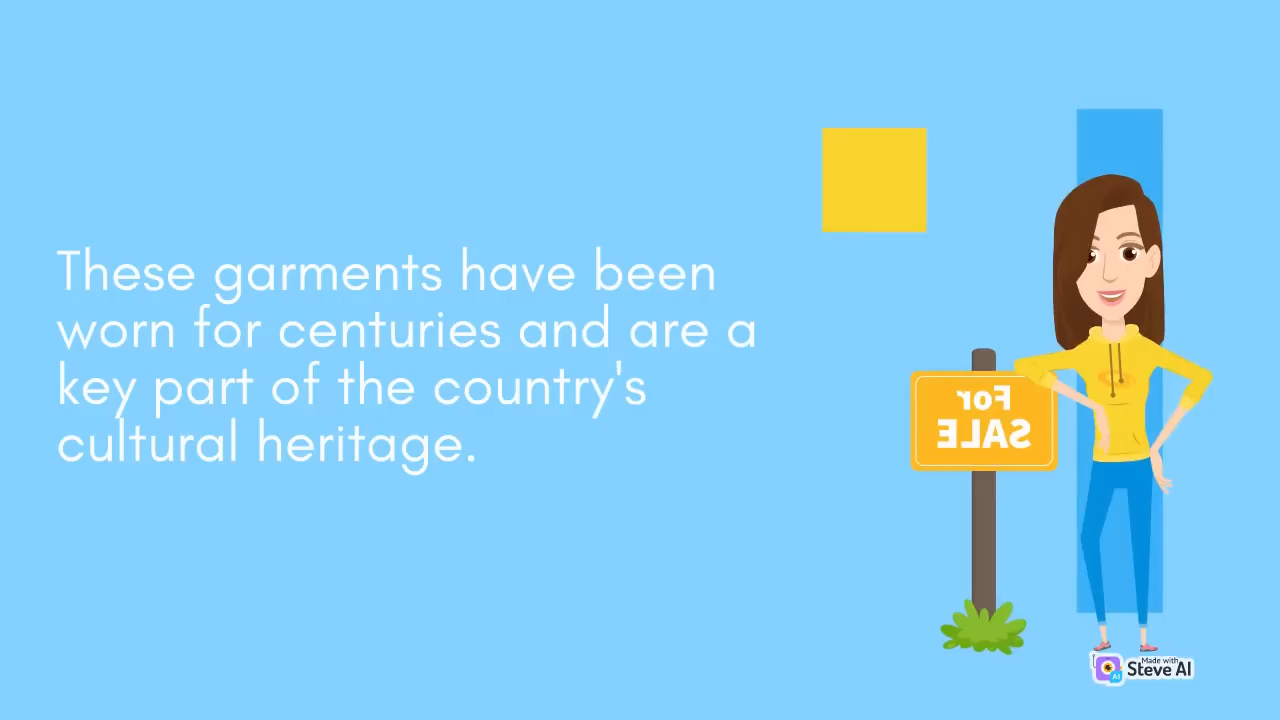 These garments have been
worn for centuries and are a
key part of the country's
cultural heritage.
For
SALE
Made with
Steve AI
AI